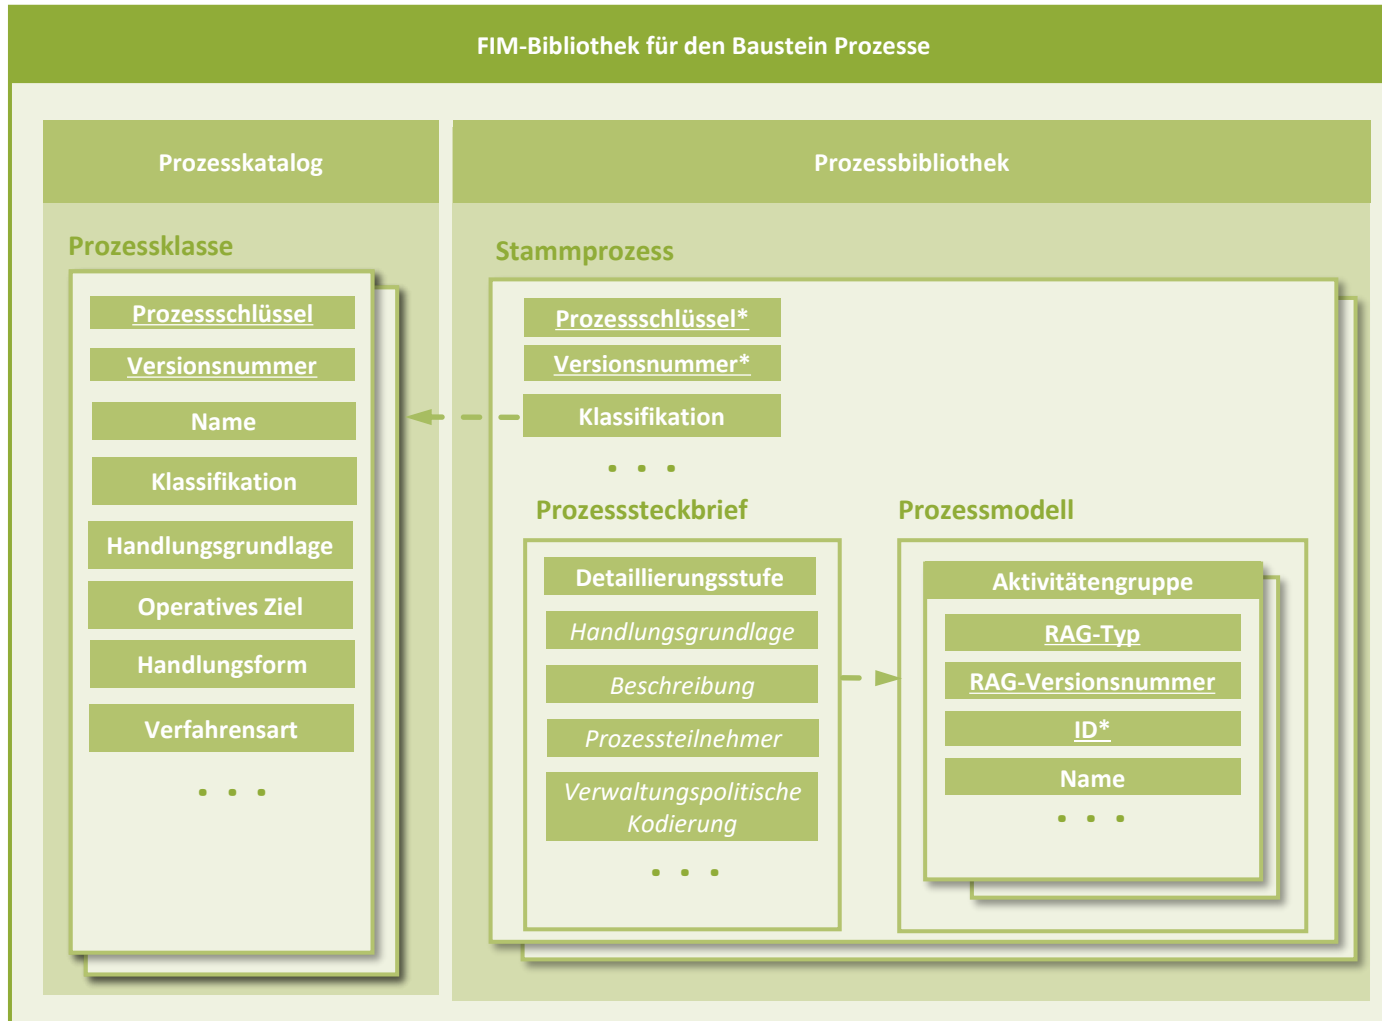 FIM-Bibliothek für den Baustein Prozesse
Prozesskatalog
Prozessklasse
Prozessschlüssel
Versionsnummer
Name
Klassifikation
Handlungsgrundlage
Operatives Ziel
Handlungsform
Verfahrensart
. . .
Prozessbibliothek
Stammprozess
Prozessschlüssel*
Versionsnummer*
Klassifikation
. . .
Prozesssteckbrief
Detaillierungsstufe
Handlungsgrundlage
Beschreibung
Prozessteilnehmer
Verwaltungspolitische
Kodierung
. . .
Prozessmodell
Aktivitätengruppe
RAG-Typ
RAG-Versionsnummer
ID*
Name
. . .